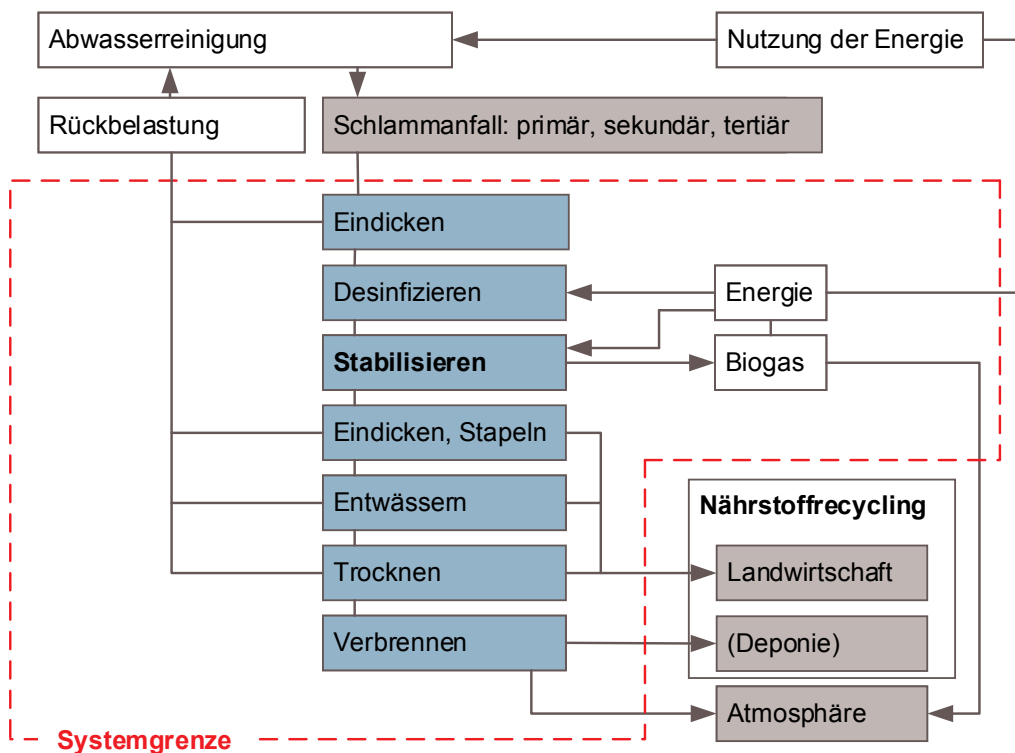 Abwasserreinigung
Nutzung der Energie
Rückbelastung
Schlammanfall: primär, sekundär, tertiär
Eindicken
Desinfizieren
Energie
Stabilisieren
Biogas
Eindicken, Stapeln
Entwässern
Nährstoffrecycling
Trocknen
Landwirtschaft
Verbrennen
(Deponie)
Atmosphäre
Systemgrenze